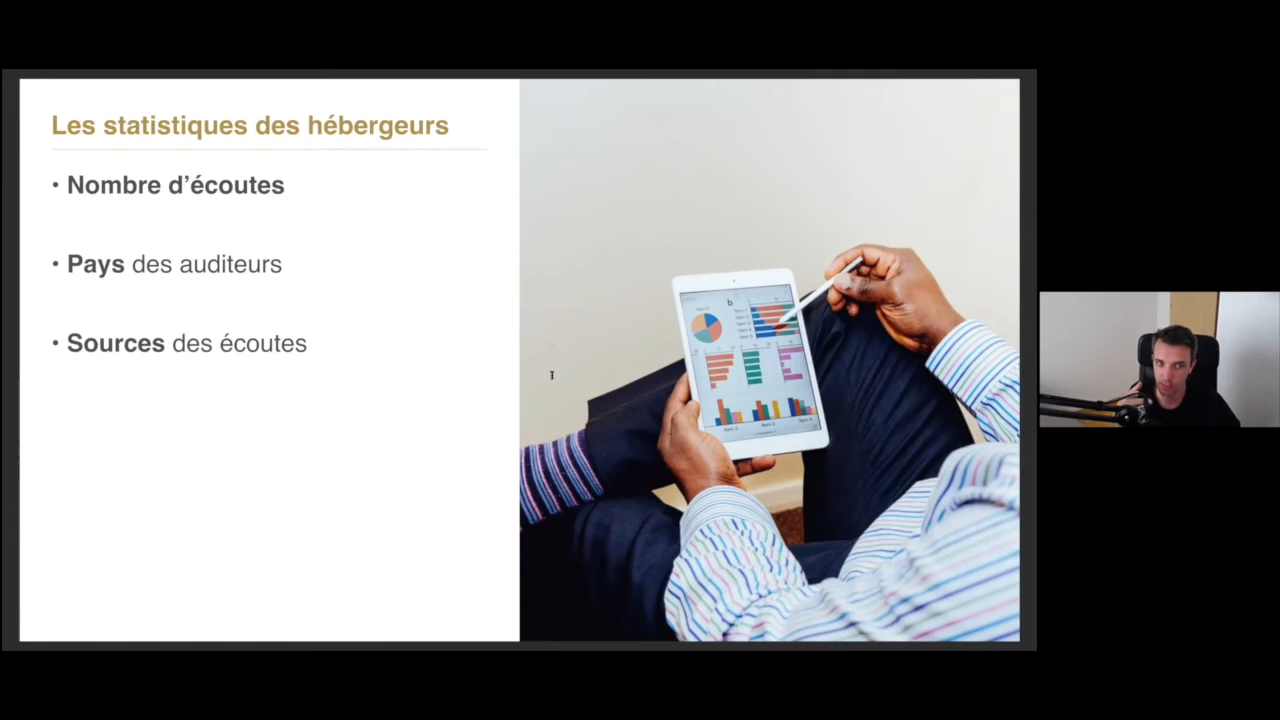 Les statistiques des hébergeurs
• Nombre d’écoutes
• Pays des auditeurs
• Sources des écoutes